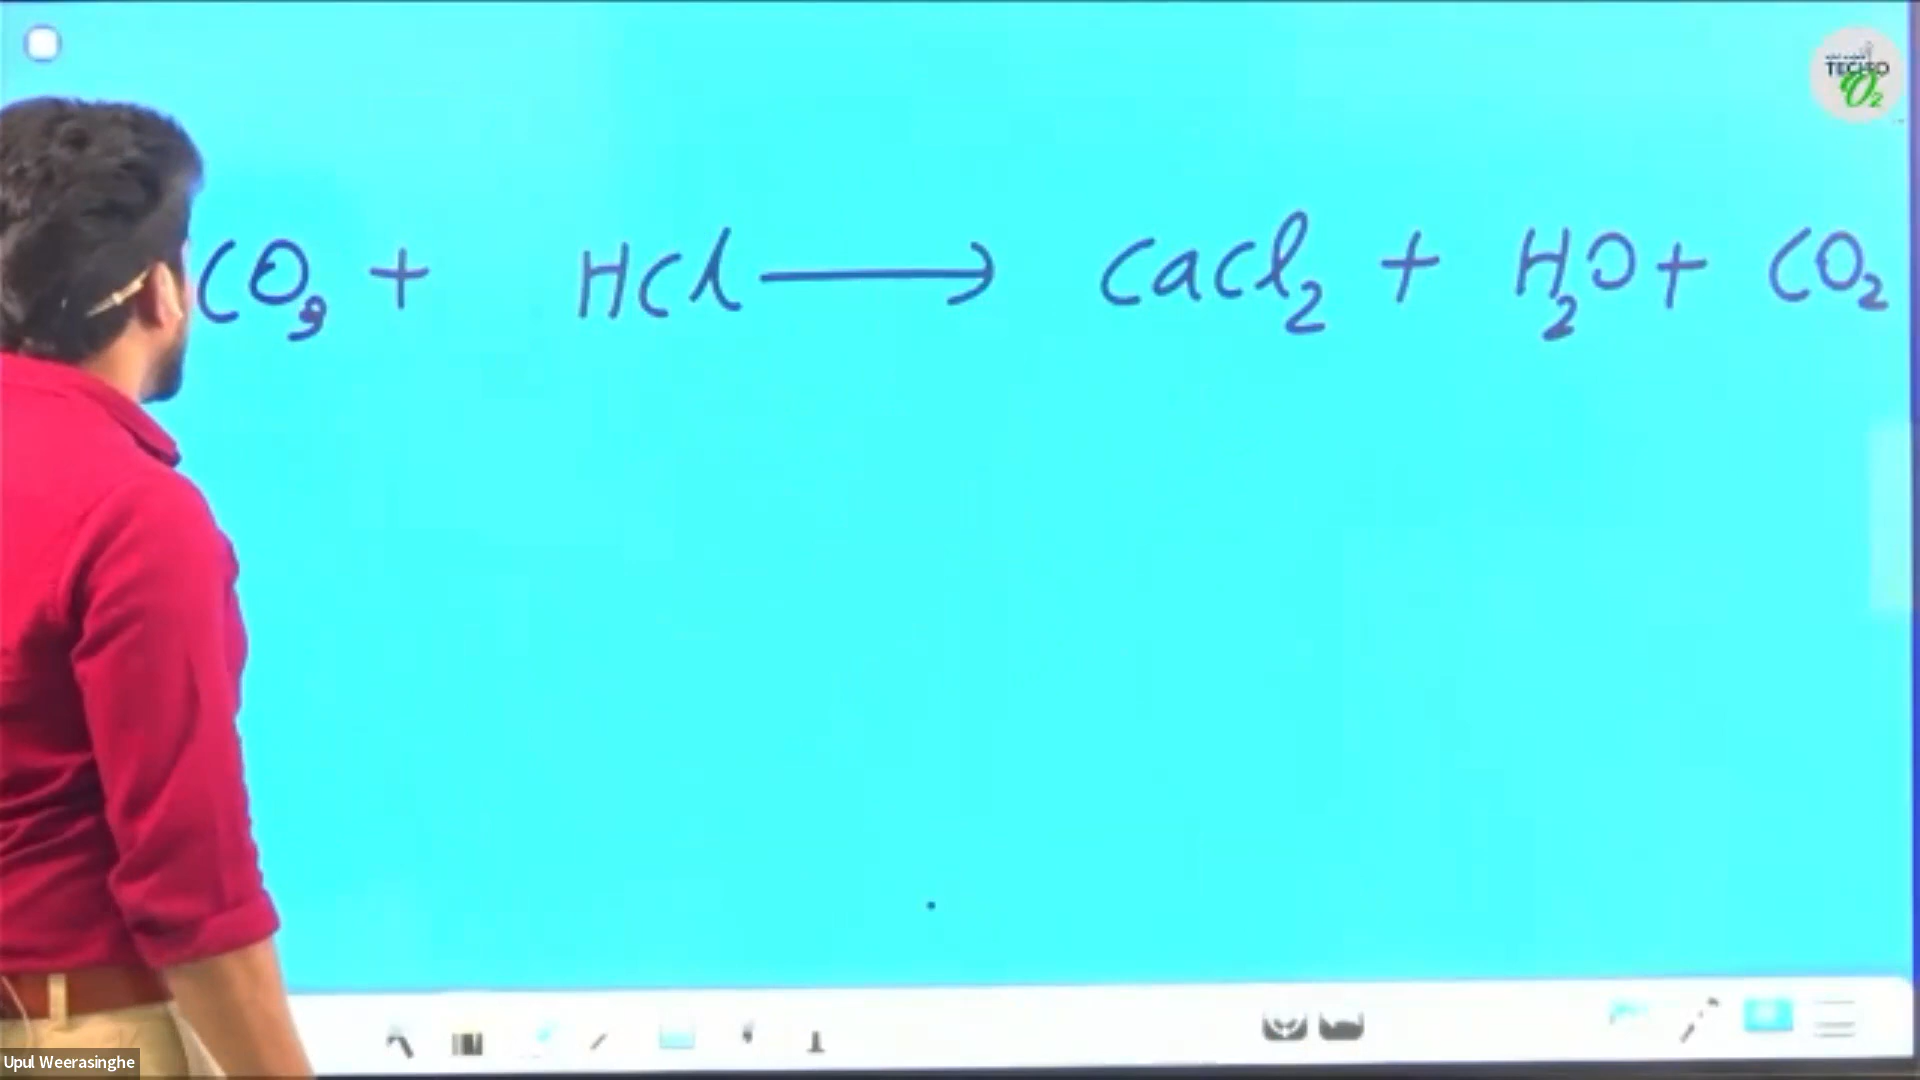 TECHNO
O₂
CO₃ + HCl ⟶ CaCl₂ + H₂O + CO₂
Upul Weerasinghe